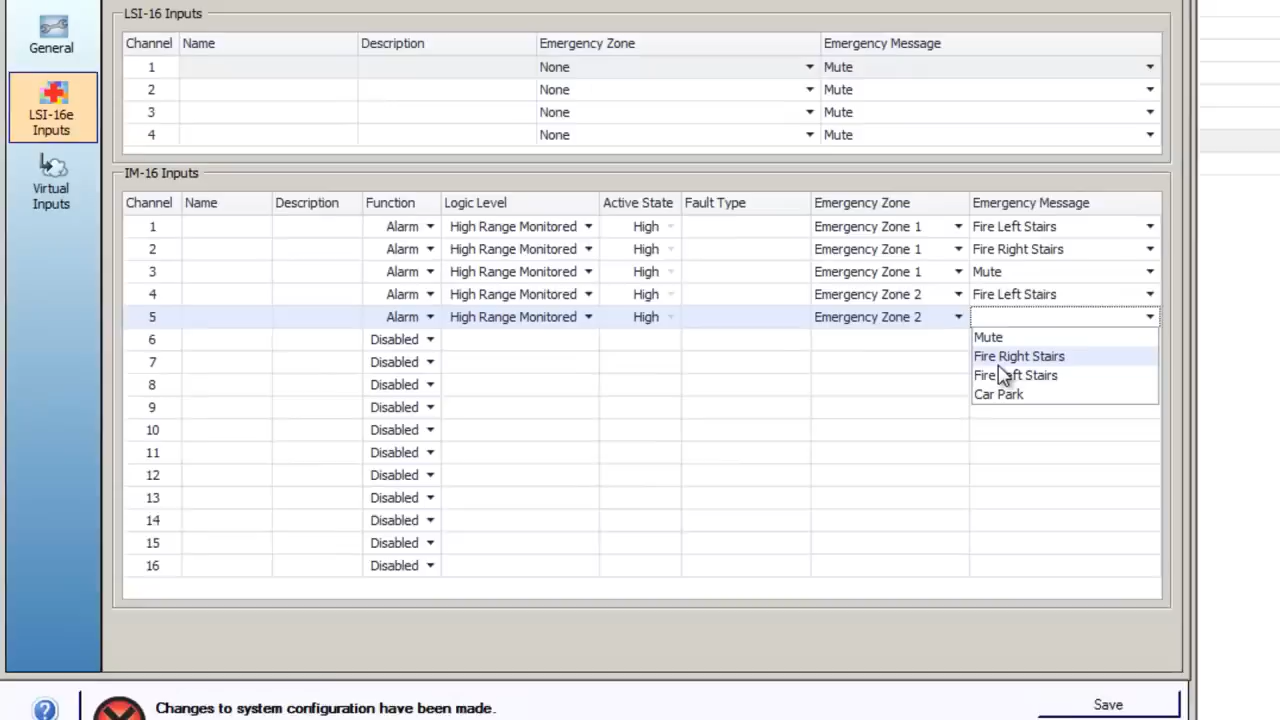 General
LSI-16e
Inputs
Virtual
Inputs
LSI-16 Inputs
Channel Name Description Emergency Zone Emergency Message
1 None Mute
2 None Mute
3 None Mute
4 None Mute
IM-16 Inputs
Channel Name Description Function Logic Level Active State Fault Type Emergency Zone Emergency Message
1 Alarm High Range Monitored High Emergency Zone 1 Fire Left Stairs
2 Alarm High Range Monitored High Emergency Zone 1 Fire Right Stairs
3 Alarm High Range Monitored High Emergency Zone 1 Mute
4 Alarm High Range Monitored High Emergency Zone 2 Fire Left Stairs
5 Alarm High Range Monitored High Emergency Zone 2
Mute
Fire Right Stairs
Fire Left Stairs
Car Park
6 Disabled
7 Disabled
8 Disabled
9 Disabled
10 Disabled
11 Disabled
12 Disabled
13 Disabled
14 Disabled
15 Disabled
16 Disabled
Changes to system configuration have been made.
Save